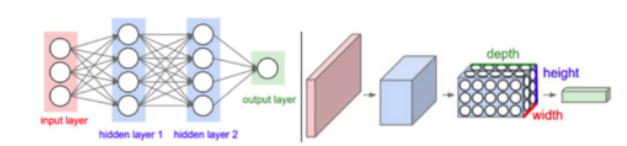 input layer
hidden layer 1
hidden layer 2
output layer
depth
height
width